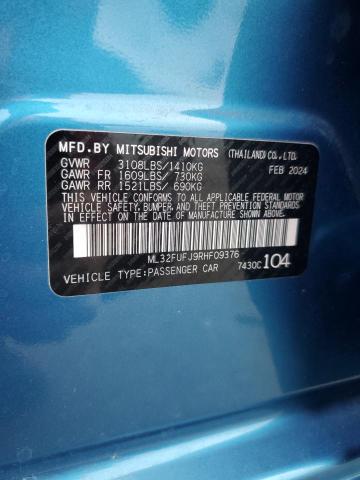 MFD.BY MITSUBISHI MOTORS (THAILAND) CO., LTD.
GVWR 3108LBS/1410KG FEB 2024
GAWR FR 1609LBS/ 730KG
GAWR RR 1521LBS/ 690KG
THIS VEHICLE CONFORMS TO ALL APPLICABLE FEDERAL MOTOR
VEHICLE SAFETY, BUMPER, AND THEFT PREVENTION STANDARDS
IN EFFECT ON THE DATE OF MANUFACTURE SHOWN ABOVE.
ML32FUFJ9RHF09376
VEHICLE TYPE:PASSENGER CAR 7430C 104